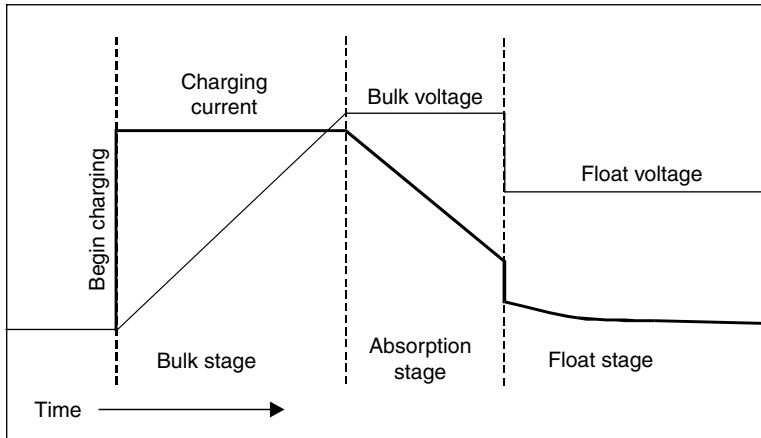 Charging
current
Bulk voltage
Float voltage
Begin charging
Bulk stage
Absorption
stage
Float stage
Time